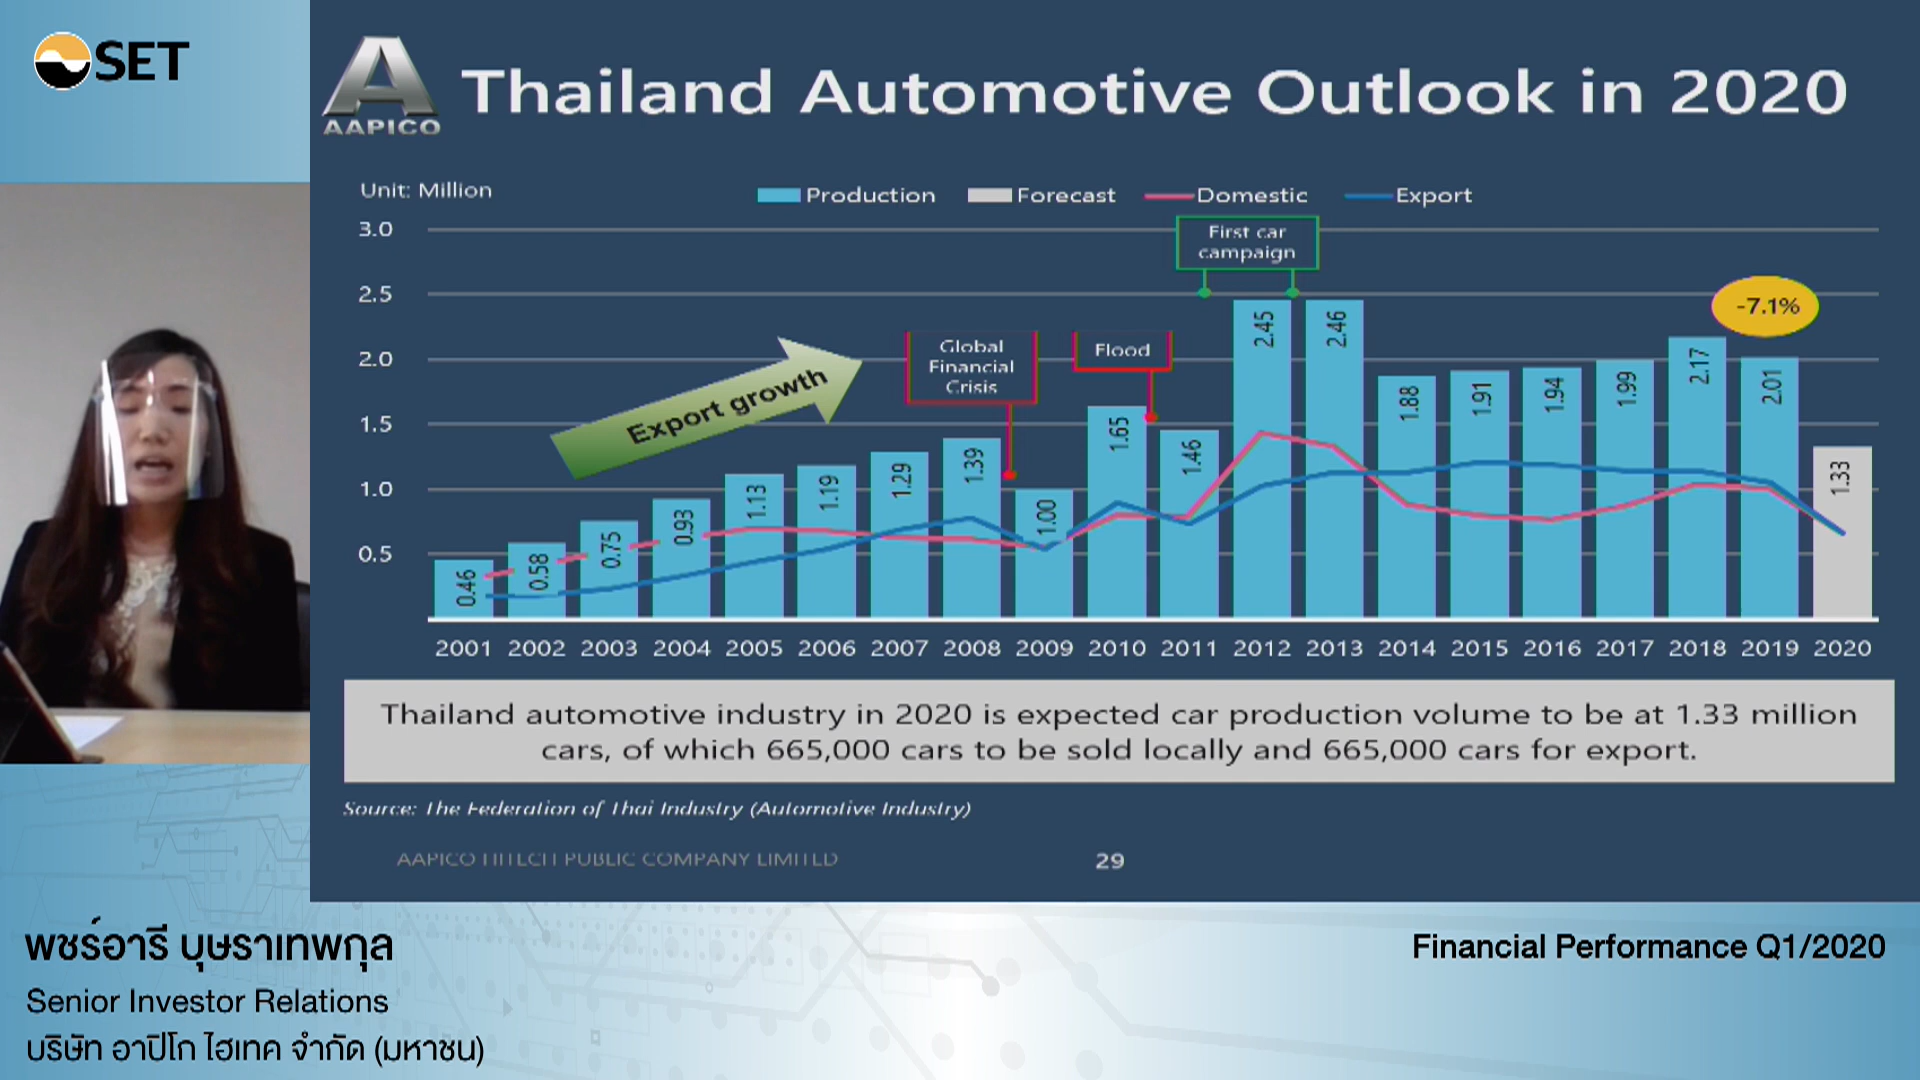 SET
AAPICO
Thailand Automotive Outlook in 2020
Unit: Million
Production
Forecast
Domestic
Export
3.0
2.5
2.0
1.5
1.0
0.5
First car
campaign
-7.1%
Global
Financial
Crisis
Flood
Export growth
0.46
0.58
0.75
0.93
1.13
1.19
1.29
1.39
1.00
1.65
1.46
2.45
2.46
1.88
1.91
1.94
1.99
2.17
2.01
1.33
2001 2002 2003 2004 2005 2006 2007 2008 2009 2010 2011 2012 2013 2014 2015 2016 2017 2018 2019 2020
Thailand automotive industry in 2020 is expected car production volume to be at 1.33 million
cars, of which 665,000 cars to be sold locally and 665,000 cars for export.
Source: The Federation of Thai Industry (Automotive Industry)
AAPICO HITECH PUBLIC COMPANY LIMITED
29
พชร์อารี บุษราเทพกุล
Senior Investor Relations
บริษัท อาปิโก ไฮเทค จำกัด (มหาชน)
Financial Performance Q1/2020